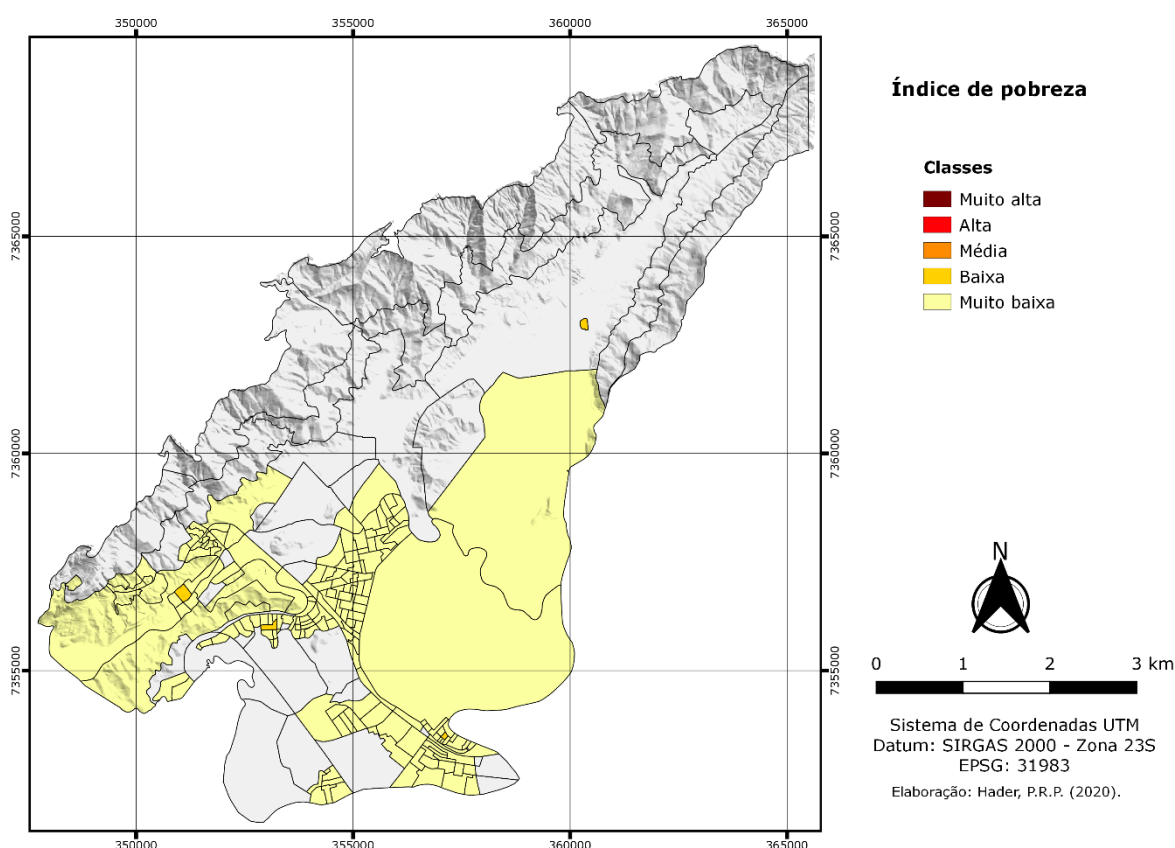 350000 355000 360000 365000
7365000 7365000
7360000 7360000
7355000 7355000
350000 355000 360000 365000
Índice de pobreza
Classes
Muito alta
Alta
Média
Baixa
Muito baixa
N
0 1 2 3 km
Sistema de Coordenadas UTM
Datum: SIRGAS 2000 - Zona 23S
EPSG: 31983
Elaboração: Hader, P.R.P. (2020).